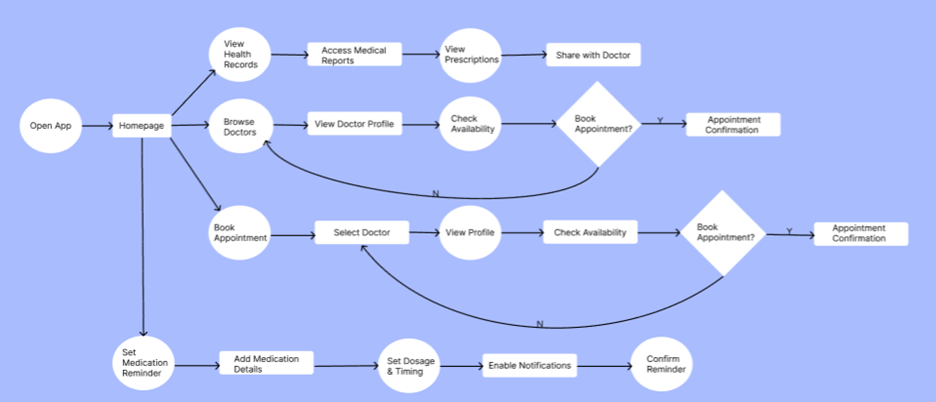 View
Health
Records
Access Medical
Reports
View
Prescriptions
Share with Doctor
Open App
Homepage
Browse
Doctors
View Doctor Profile
Check
Availability
Book
Appointment?
Y
Appointment
Confirmation
N
Book
Appointment
Select Doctor
View Profile
Check Availability
Book
Appointment?
Y
Appointment
Confirmation
N
Set
Medication
Reminder
Add Medication
Details
Set Dosage
& Timing
Enable Notifications
Confirm
Reminder